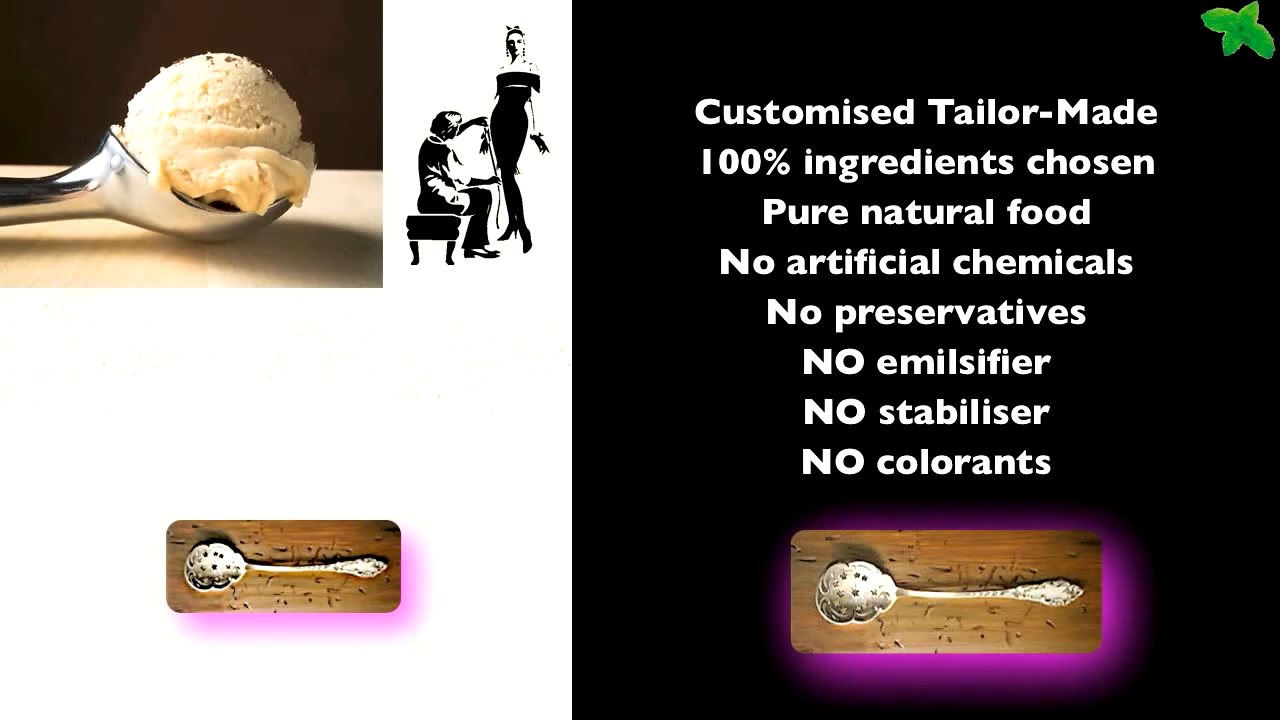 Customised Tailor-Made
100% ingredients chosen
Pure natural food
No artificial chemicals
No preservatives
NO emilsifier
NO stabiliser
NO colorants